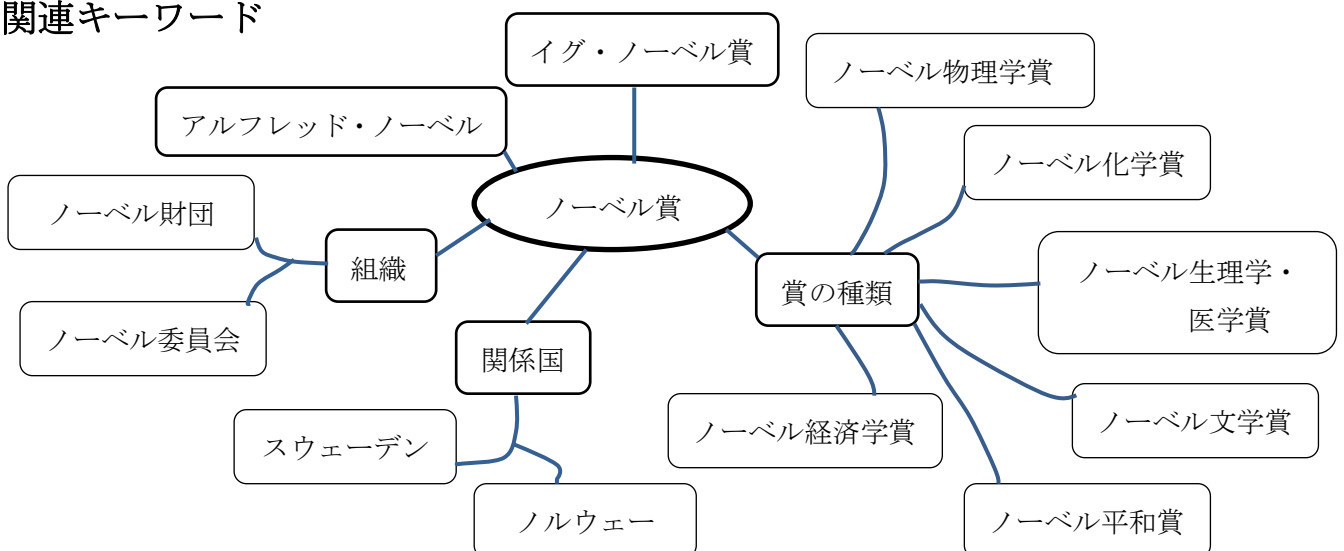 関連キーワード
イグ・ノーベル賞
ノーベル物理学賞
アルフレッド・ノーベル
ノーベル化学賞
ノーベル財団
ノーベル賞
組織
賞の種類
ノーベル生理学・
医学賞
ノーベル委員会
関係国
スウェーデン
ノーベル経済学賞
ノーベル文学賞
ノルウェー
ノーベル平和賞